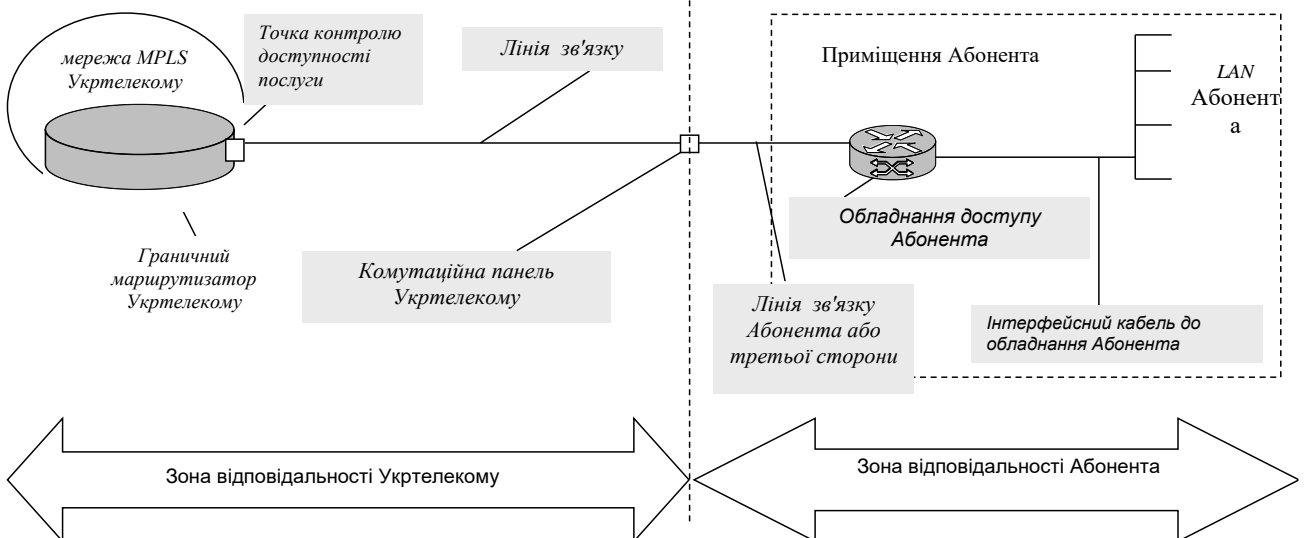 мережа MPLS
Укртелекому
Точка контролю
доступності
послуги
Лінія зв'язку
Приміщення Абонента
LAN
Абонент
а
Обладнання доступу
Абонента
Граничний
маршрутизатор
Укртелекому
Комутаційна панель
Укртелекому
Лінія зв'язку
Абонента або
третьої сторони
Інтерфейсний кабель до
обладнання Абонента
Зона відповідальності Укртелекому
Зона відповідальності Абонента